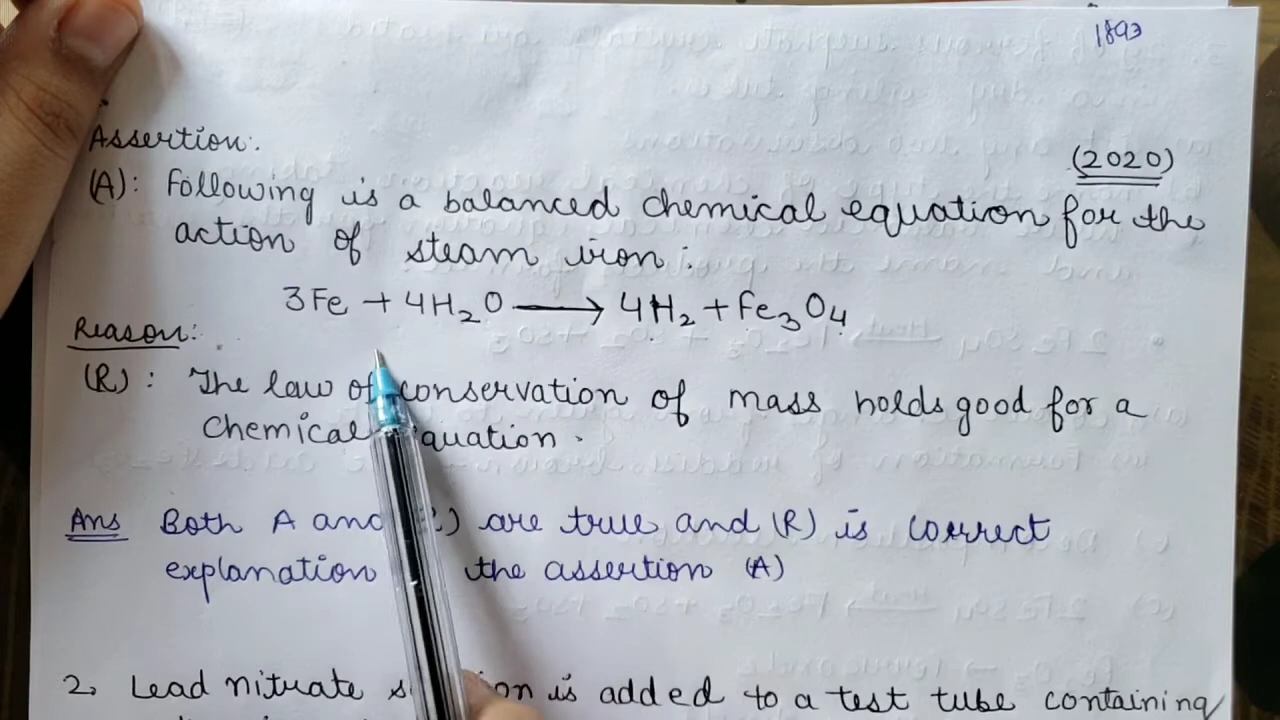 1893
Assertion:
(2020)
(A): Following is a balanced chemical equation for the
action of steam iron:
3Fe + 4H₂O ⟶ 4H₂ + Fe₃O₄
Reason:
(R): The law of conservation of mass holds good for a
Chemical quation.
Ans Both A and ) are true and (R) is correct
explanation the assertion (A)
2. Lead nitrate is added to a test tube containing